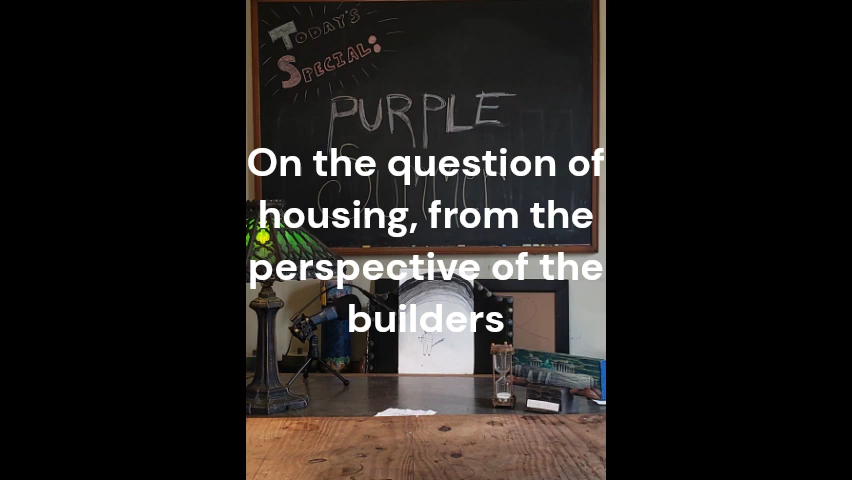 TODAY'S
SPECIAL:
PURPLE
On the question of
housing, from the
perspective of the
builders